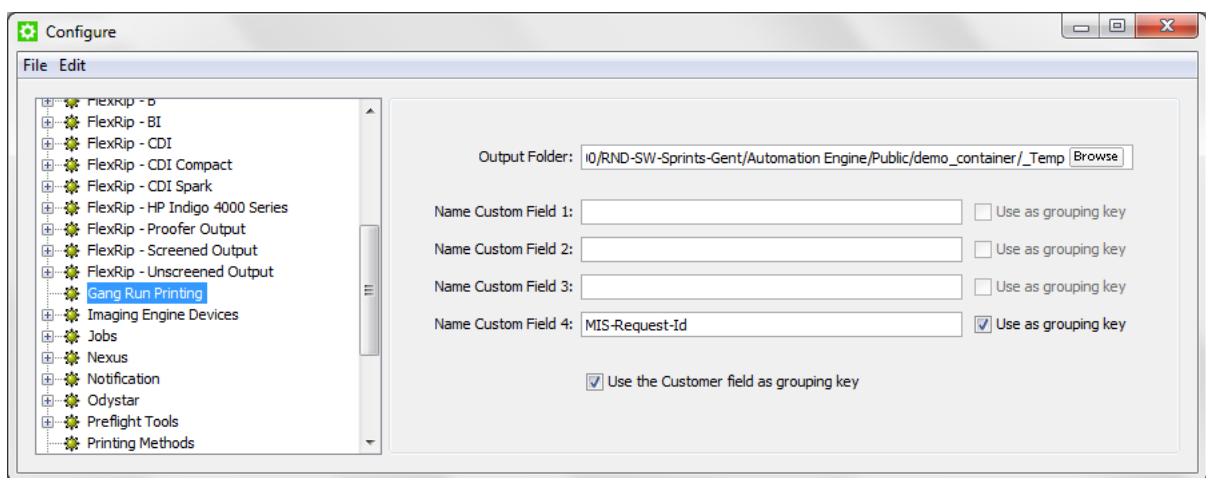 Configure
File Edit
FlexRip - B
FlexRip - BI
FlexRip - CDI
FlexRip - CDI Compact
FlexRip - CDI Spark
FlexRip - HP Indigo 4000 Series
FlexRip - Proofer Output
FlexRip - Screened Output
FlexRip - Unscreened Output
Gang Run Printing
Imaging Engine Devices
Jobs
Nexus
Notification
Odystar
Preflight Tools
Printing Methods
Output Folder: 0/RND-SW-Sprints-Gent/Automation Engine/Public/demo_container/_Temp Browse
Name Custom Field 1: Use as grouping key
Name Custom Field 2: Use as grouping key
Name Custom Field 3: Use as grouping key
Name Custom Field 4: MIS-Request-Id Use as grouping key
Use the Customer field as grouping key